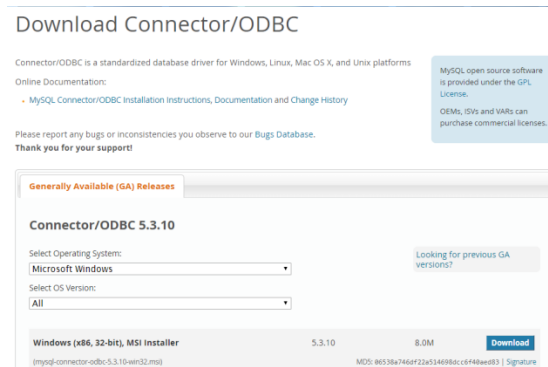 Download Connector/ODBC
Connector/ODBC is a standardized database driver for Windows, Linux, Mac OS X, and Unix platforms
Online Documentation:
MySQL Connector/ODBC Installation Instructions, Documentation and Change History
Please report any bugs or inconsistencies you observe to our Bugs Database.
Thank you for your support!
MySQL open source software
is provided under the GPL
License.
OEMs, ISVs and VARs can
purchase commercial licenses.
Generally Available (GA) Releases
Connector/ODBC 5.3.10
Select Operating System:
Microsoft Windows
Looking for previous GA
versions?
Select OS Version:
All
Windows (x86, 32-bit), MSI Installer 5.3.10 8.0M Download
(mysql-connector-odbc-5.3.10-win32.msi) MD5: | Signature